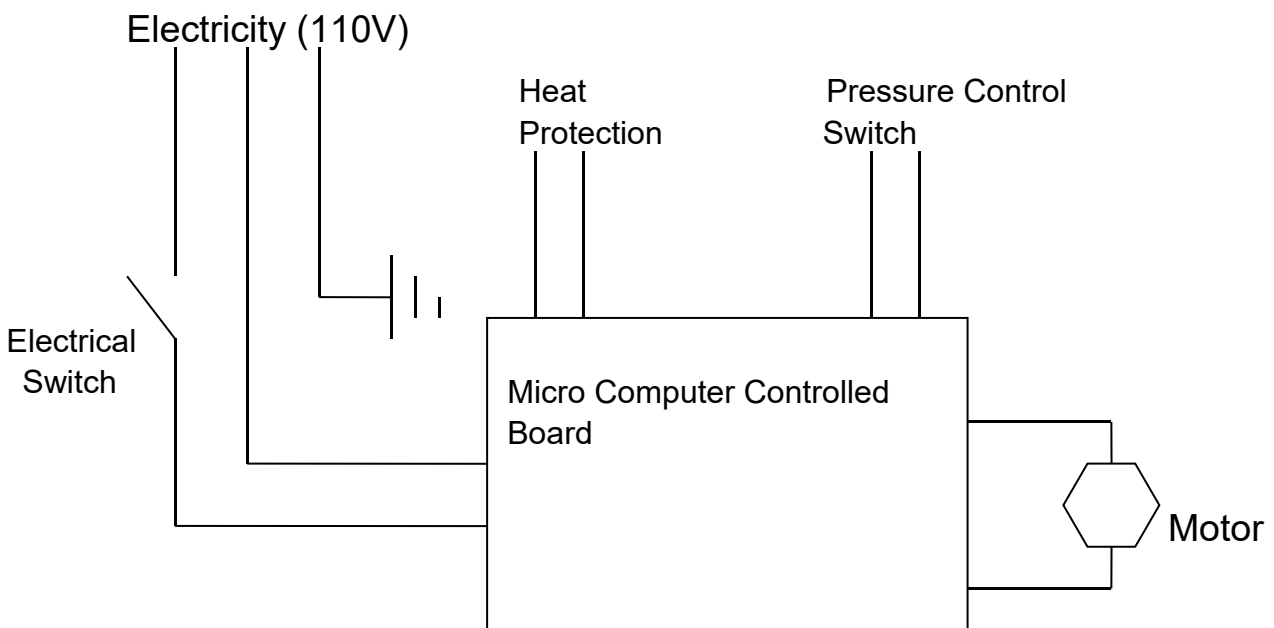 Electricity (110V)
Heat
Protection
Pressure Control
Switch
Electrical
Switch
Micro Computer Controlled
Board
Motor